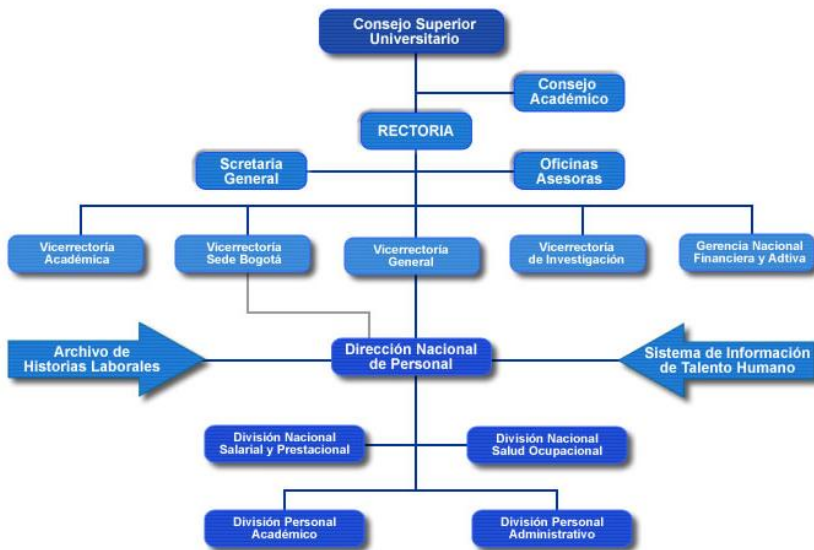 Consejo Superior
Universitario
Consejo
Académico
RECTORIA
Scretaria
General
Oficinas
Asesoras
Vicerrectoría
Académica
Vicerrectoría
Sede Bogotá
Vicerrectoría
General
Vicerrectoría
de Investigación
Gerencia Nacional
Financiera y Adtiva
Archivo de
Historias Laborales
Dirección Nacional
de Personal
Sistema de Información
de Talento Humano
División Nacional
Salarial y Prestacional
División Nacional
Salud Ocupacional
División Personal
Académico
División Personal
Administrativo